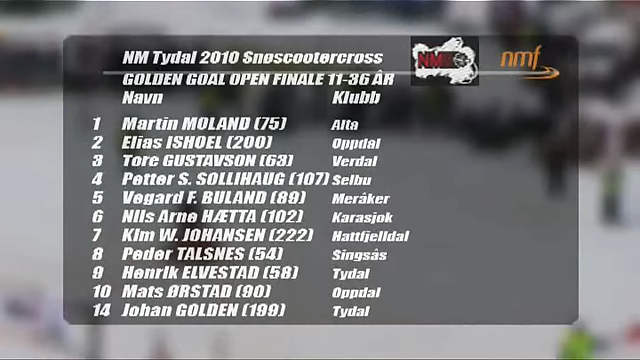 NM Tydal 2010 Snøscootercross
GOLDEN GOAL OPEN FINALE 11-36 ÅR
NM
nmf
Navn Klubb
1 Martin MOLAND (75) Alta
2 Elias ISHOEL (200) Oppdal
3 Tore GUSTAVSON (63) Verdal
4 Petter S. SOLLIHAUG (107) Selbu
5 Vegard F. BULAND (89) Meråker
6 Nils Arne HÆTTA (102) Karasjok
7 Kim W. JOHANSEN (222) Hattfjelldal
8 Peder TALSNES (54) Singsås
9 Henrik ELVESTAD (58) Tydal
10 Mats ØRSTAD (90) Oppdal
14 Johan GOLDEN (199) Tydal